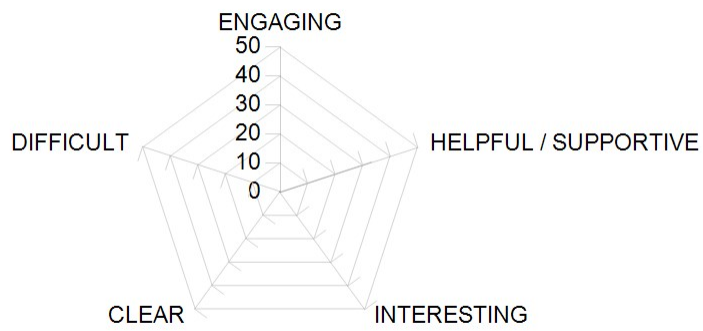 ENGAGING
50
40
30
20
10
0
DIFFICULT
HELPFUL / SUPPORTIVE
CLEAR
INTERESTING